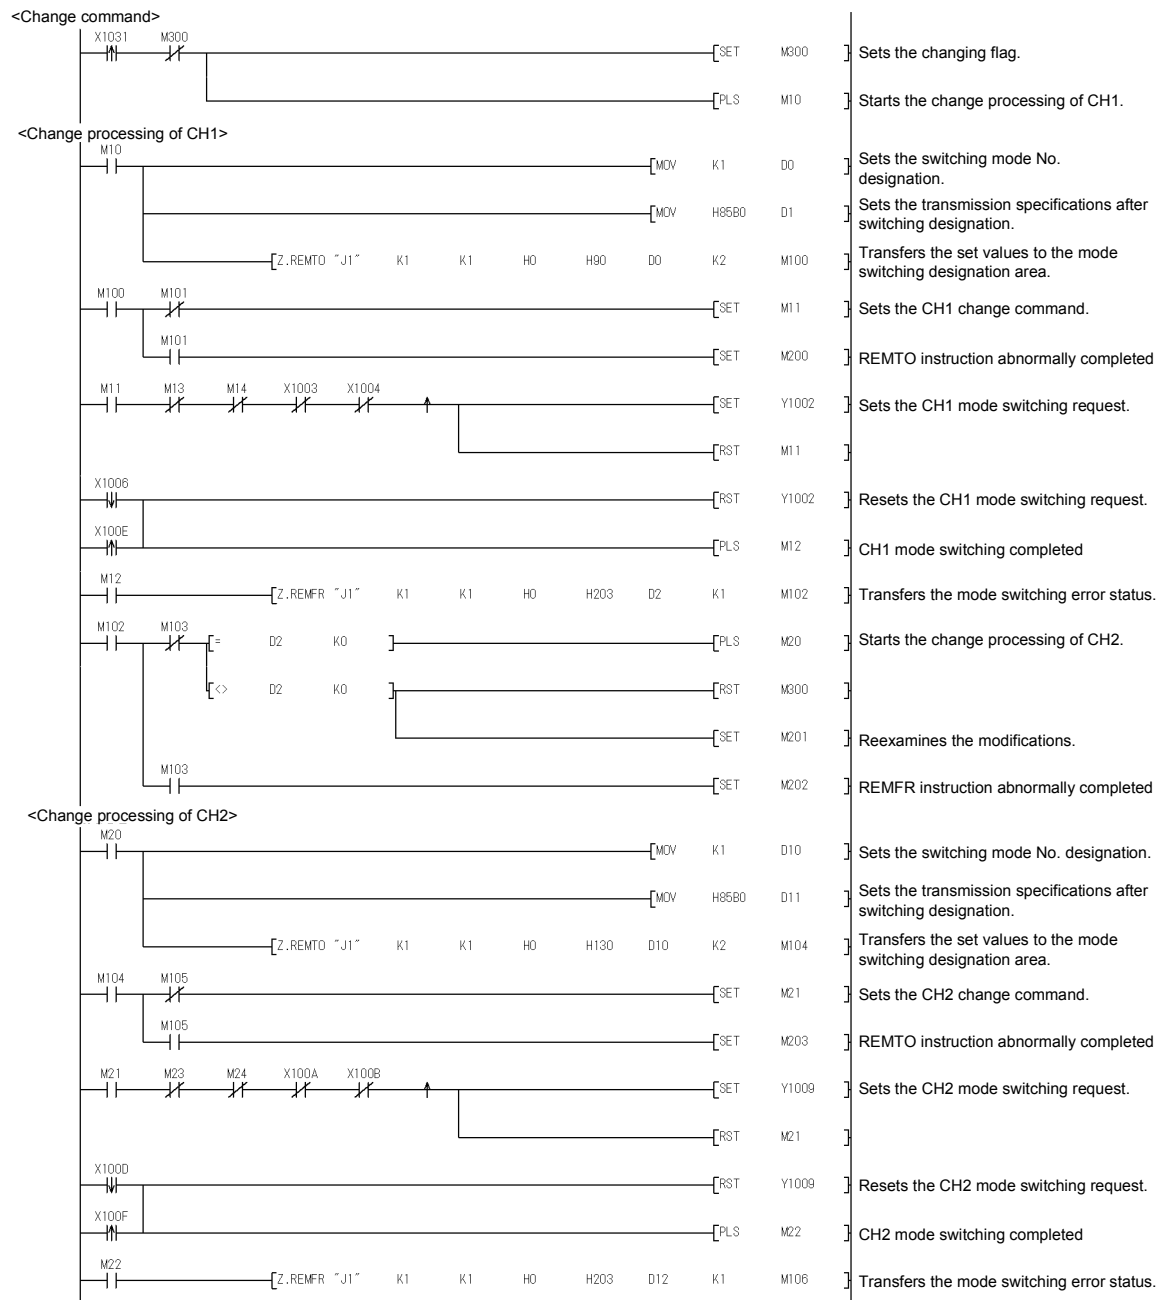 <Change command>
X1031 M300
SET M300 Sets the changing flag.
PLS M10 Starts the change processing of CH1.
<Change processing of CH1>
M10
MOV K1 D0 Sets the switching mode No.
designation.
MOV H85B0 D1 Sets the transmission specifications after
switching designation.
Z.REMTO "J1" K1 K1 H0 H90 D0 K2 M100 Transfers the set values to the mode
switching designation area.
M100 M101
SET M11 Sets the CH1 change command.
M101
SET M200 REMTO instruction abnormally completed
M11 M13 M14 X1003 X1004
SET Y1002 Sets the CH1 mode switching request.
RST M11
X1006
RST Y1002 Resets the CH1 mode switching request.
X100E
PLS M12 CH1 mode switching completed
M12
Z.REMFR "J1" K1 K1 H0 H203 D2 K1 M102 Transfers the mode switching error status.
M102 M103
= D2 K0 PLS M20 Starts the change processing of CH2.
<> D2 K0 RST M300
SET M201 Reexamines the modifications.
M103
SET M202 REMFR instruction abnormally completed
<Change processing of CH2>
M20
MOV K1 D10 Sets the switching mode No. designation.
MOV H85B0 D11 Sets the transmission specifications after
switching designation.
Z.REMTO "J1" K1 K1 H0 H130 D10 K2 M104 Transfers the set values to the mode
switching designation area.
M104 M105
SET M21 Sets the CH2 change command.
M105
SET M203 REMTO instruction abnormally completed
M21 M23 M24 X100A X100B
SET Y1009 Sets the CH2 mode switching request.
RST M21
X100D
RST Y1009 Resets the CH2 mode switching request.
X100F
PLS M22 CH2 mode switching completed
M22
Z.REMFR "J1" K1 K1 H0 H203 D12 K1 M106 Transfers the mode switching error status.